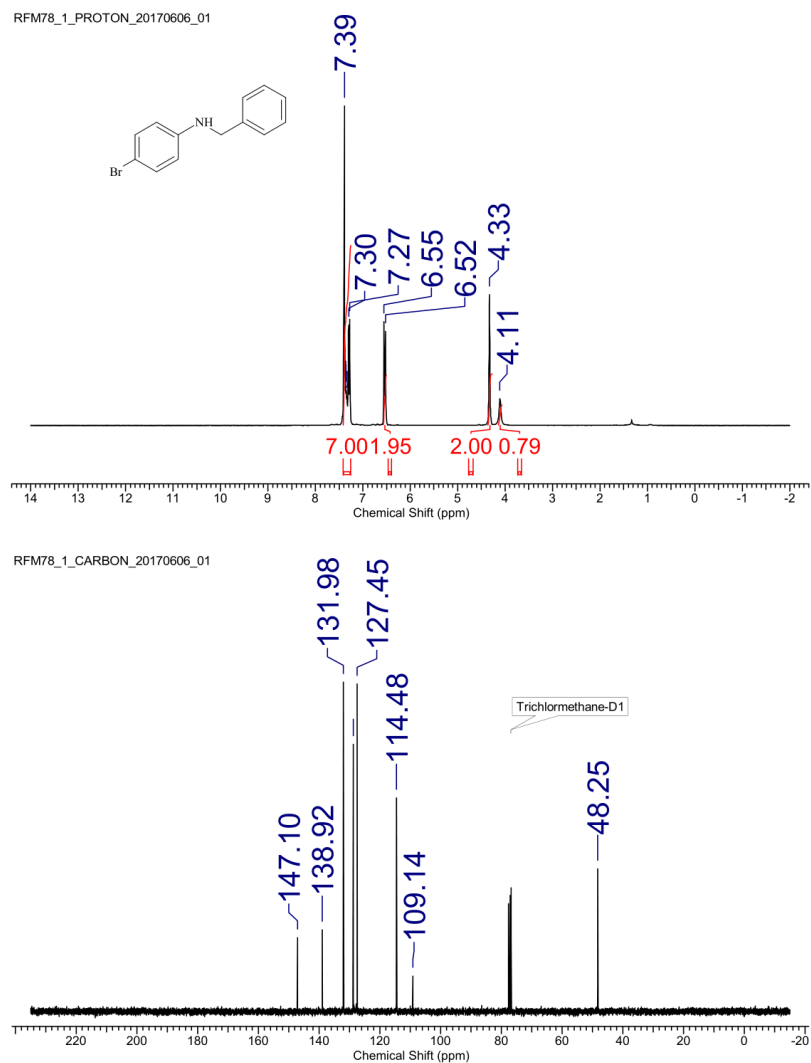 RFM78_1_PROTON_20170606_01
7.39
NH
Br
7.30
7.27
6.55
6.52
4.33
4.11
7.00 1.95 2.00 0.79
14 13 12 11 10 9 8 7 6 5 4 3 2 1 0 -1 -2
Chemical Shift (ppm)
RFM78_1_CARBON_20170606_01
131.98
127.45
114.48
Trichlormethane-D1
147.10
138.92
109.14
48.25
220 200 180 160 140 120 100 80 60 40 20 0 -20
Chemical Shift (ppm)